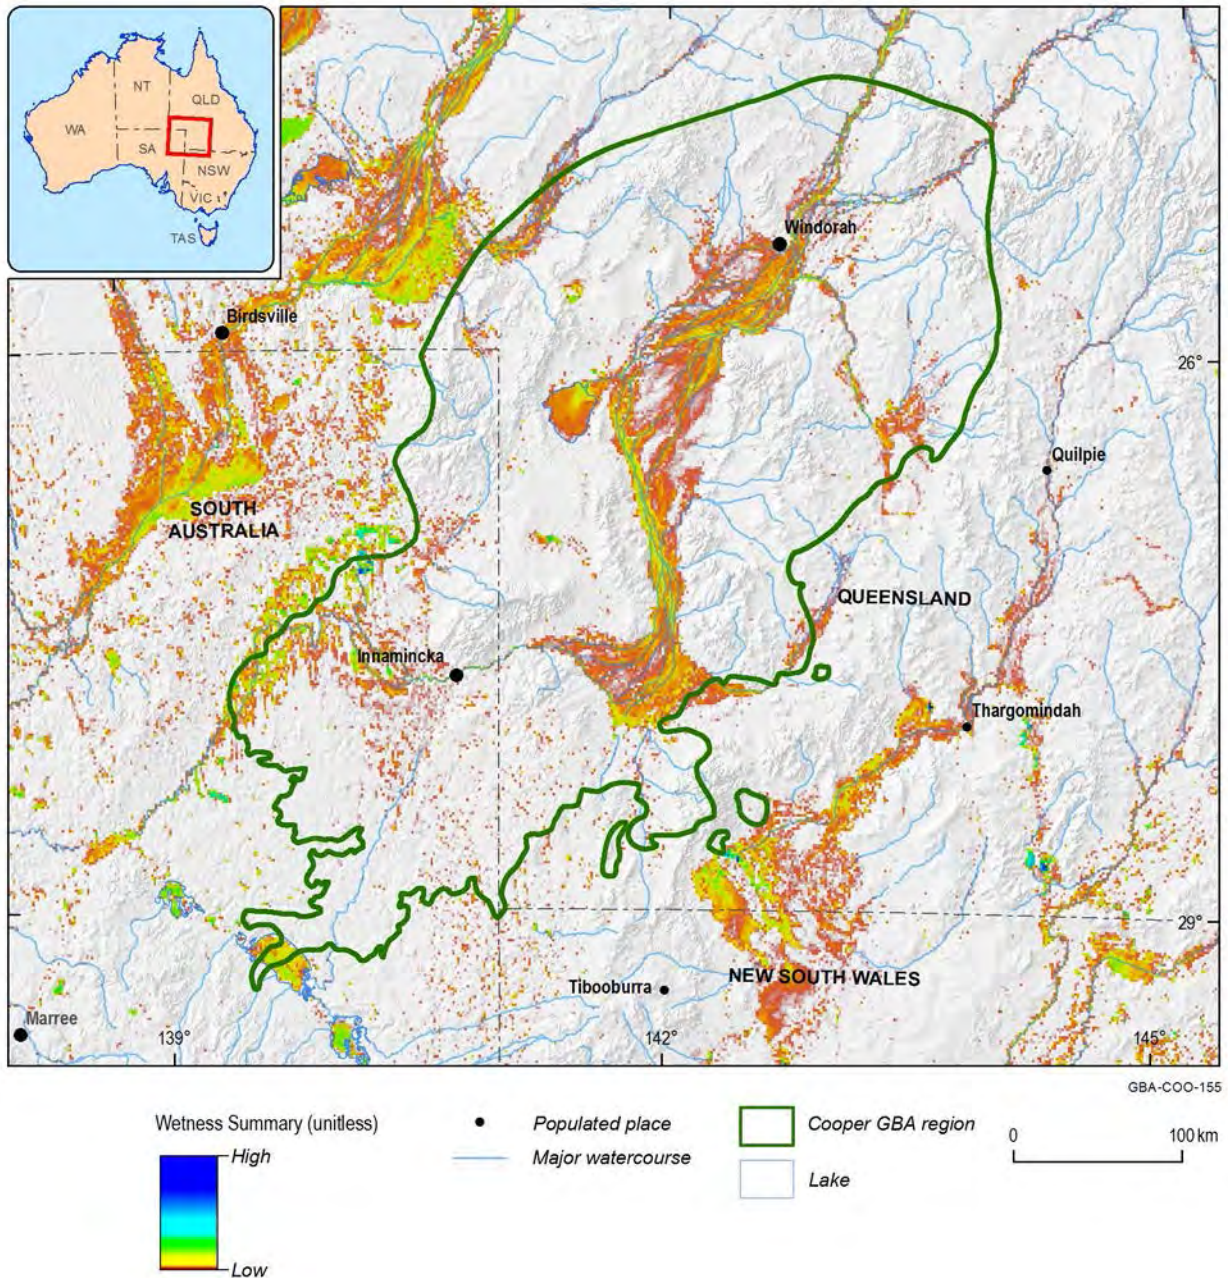 NT
QLD
WA
SA
NSW
VIC
TAS
Windorah
Birdsville
26°
Quilpie
SOUTH
AUSTRALIA
QUEENSLAND
Innamincka
Thargomindah
29°
NEW SOUTH WALES
Tibooburra
Marree
139°
142°
145°
GBA-COO-155
Wetness Summary (unitless)
High
Low
Populated place
Major watercourse
Cooper GBA region
Lake
0
100 km